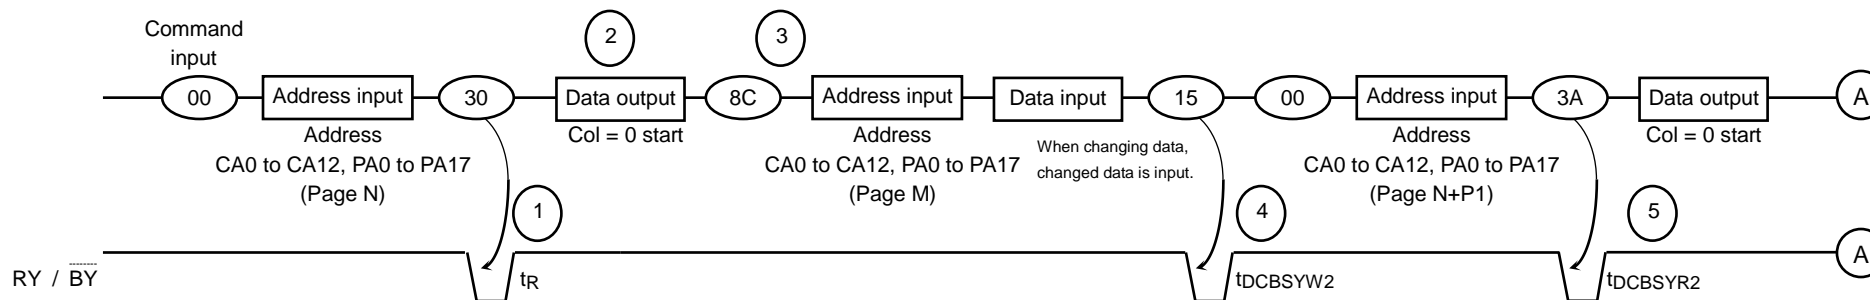 Command
input
2
3
00
Address input
30
Data output
8C
Address input
Data input
15
00
Address input
3A
Data output
A
Address
CA0 to CA12, PA0 to PA17
(Page N)
Col = 0 start
Address
CA0 to CA12, PA0 to PA17
(Page M)
When changing data,
changed data is input.
Address
CA0 to CA12, PA0 to PA17
(Page N+P1)
Col = 0 start
1
4
5
RY / BY
tR
tDCBSYW2
tDCBSYR2
A